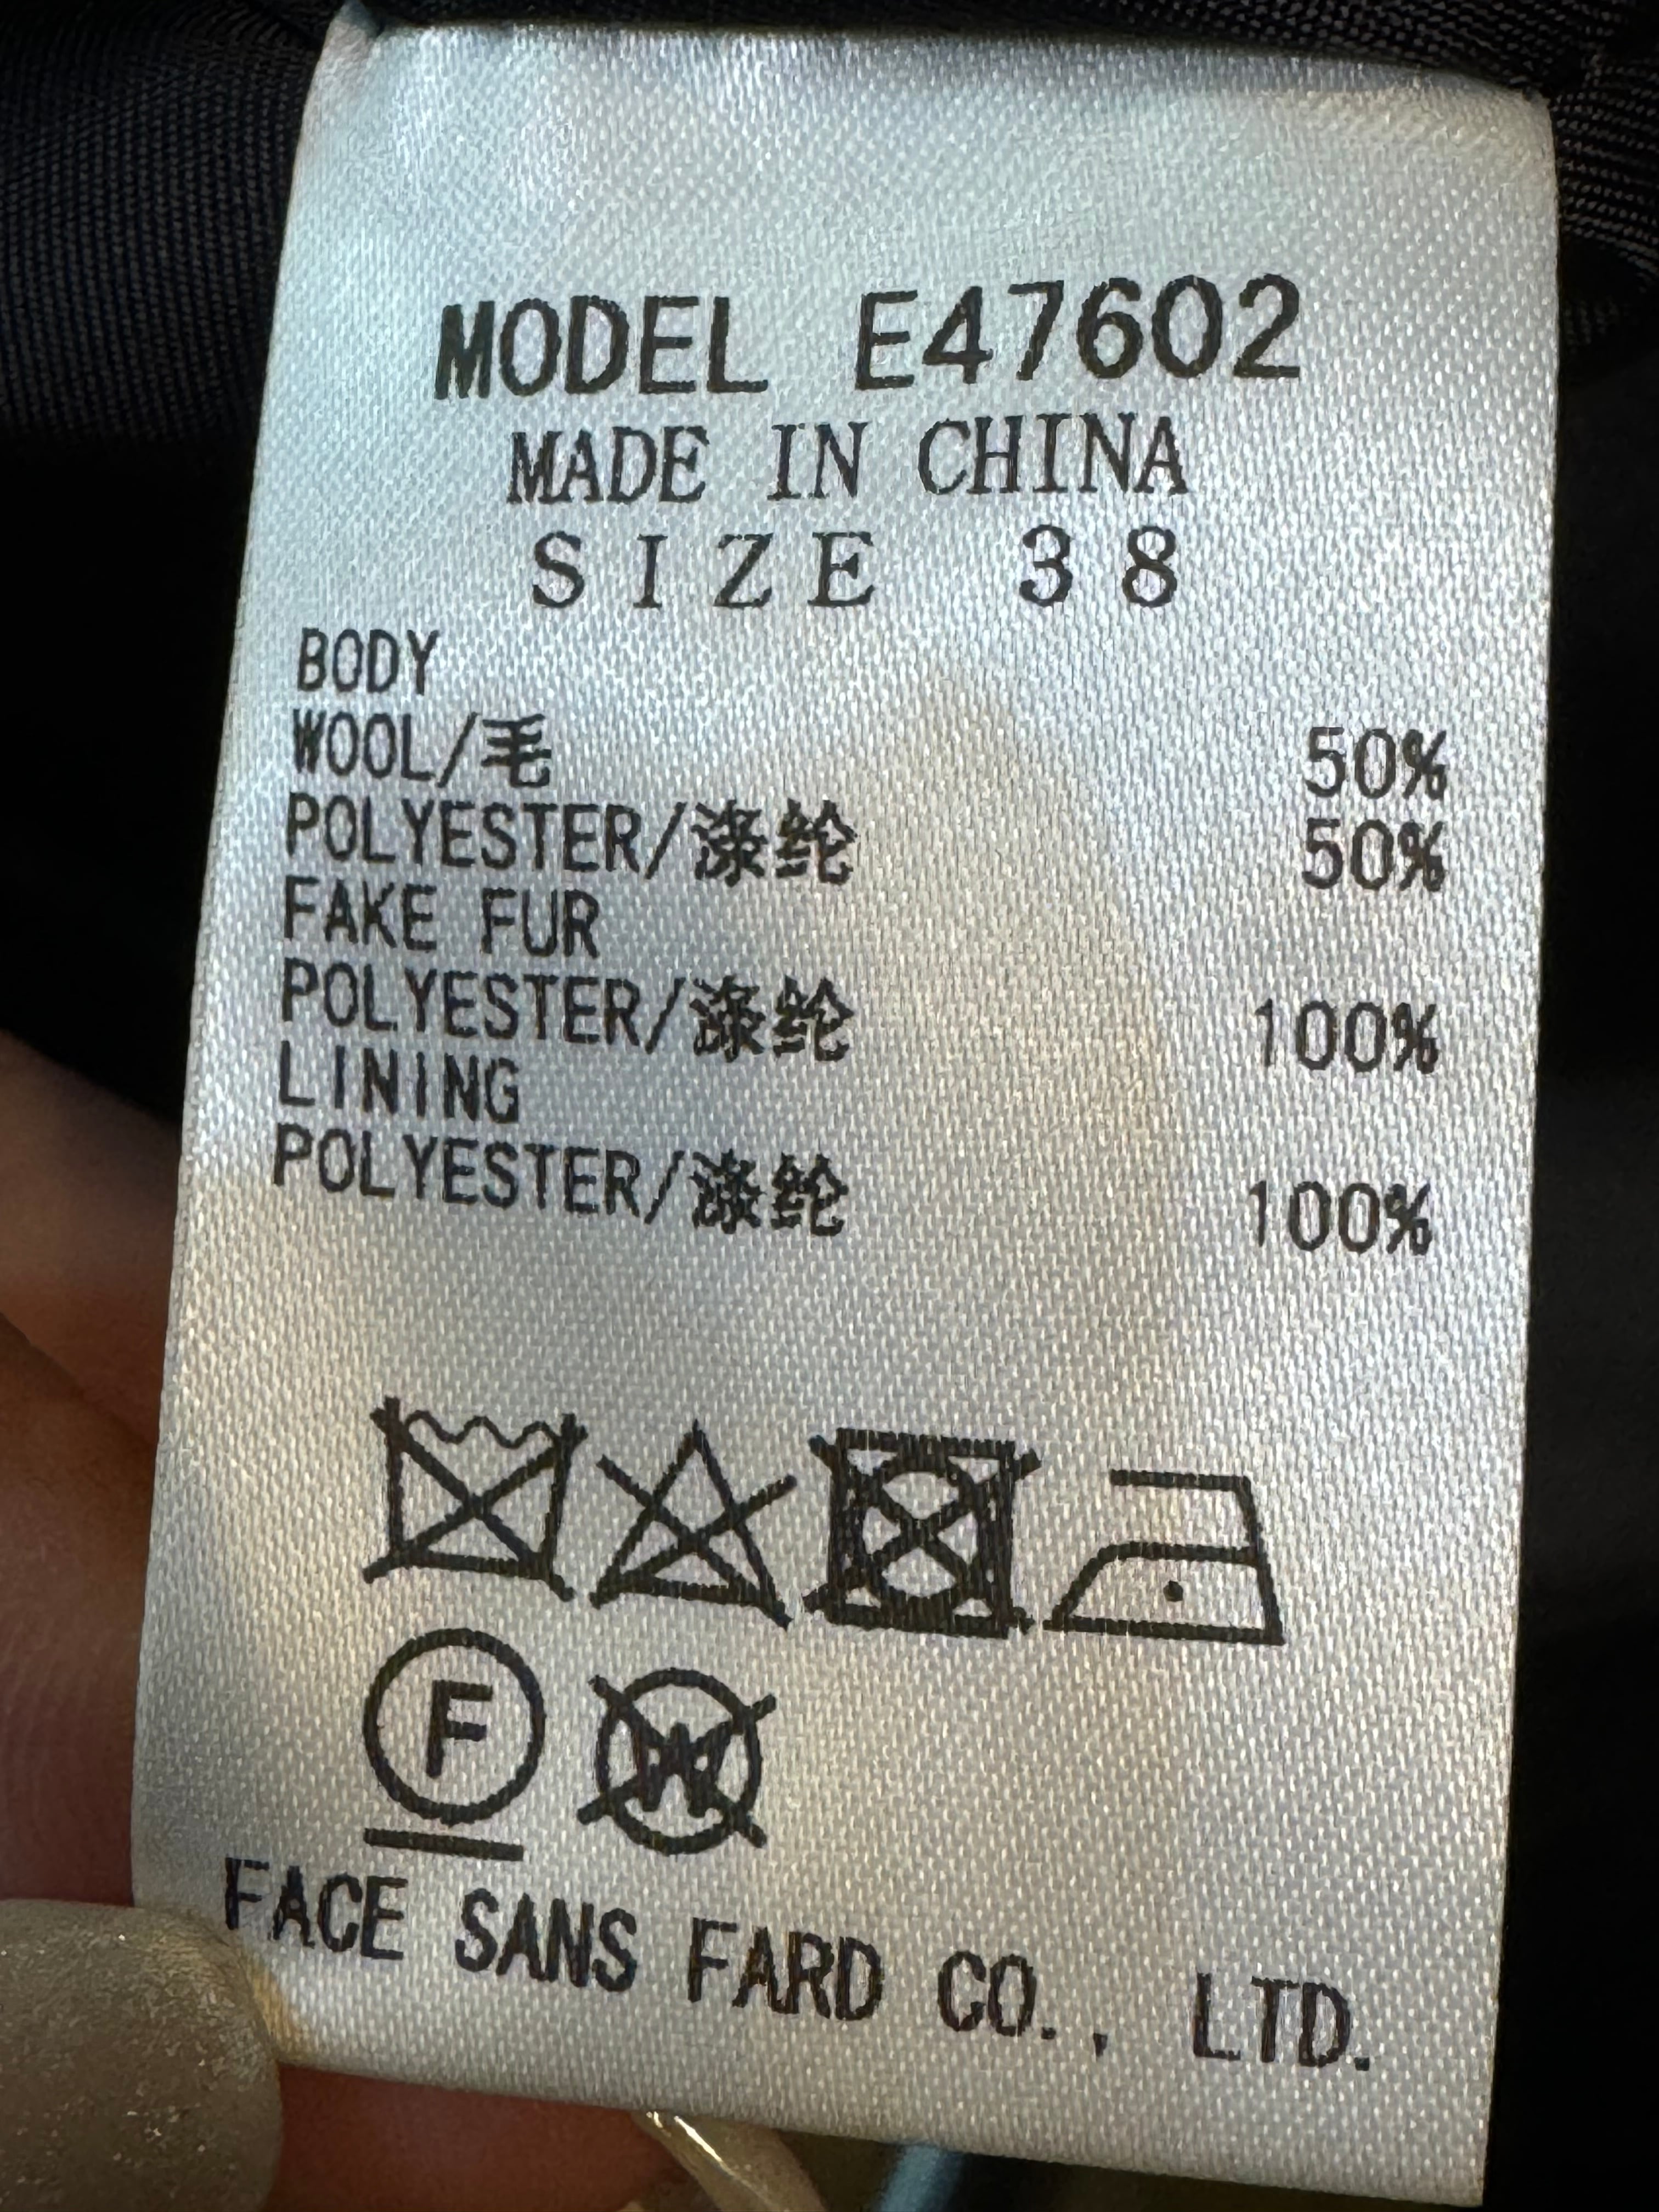 MODEL E47602
MADE IN CHINA
SIZE 38
BODY
WOOL/毛 50%
POLYESTER/涤纶 50%
FAKE FUR
POLYESTER/涤纶 100%
LINING
POLYESTER/涤纶 100%
F W
FACE SANS FARD CO., LTD.